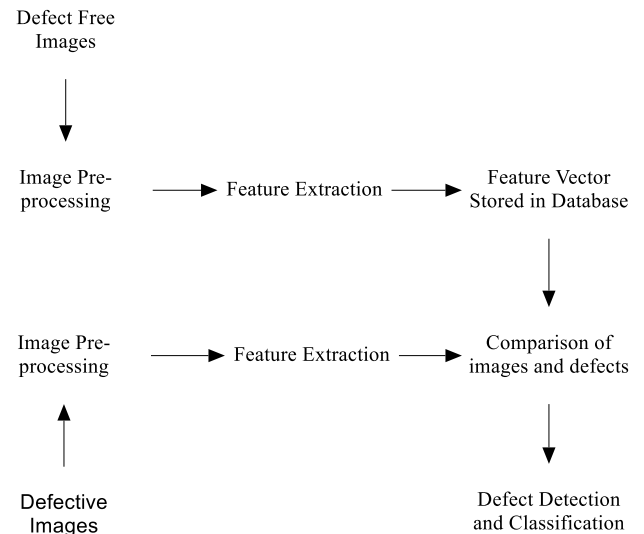 Defect Free
Images
Image Pre-
processing
Feature Extraction
Feature Vector
Stored in Database
Image Pre-
processing
Feature Extraction
Comparison of
images and defects
Defective
Images
Defect Detection
and Classification